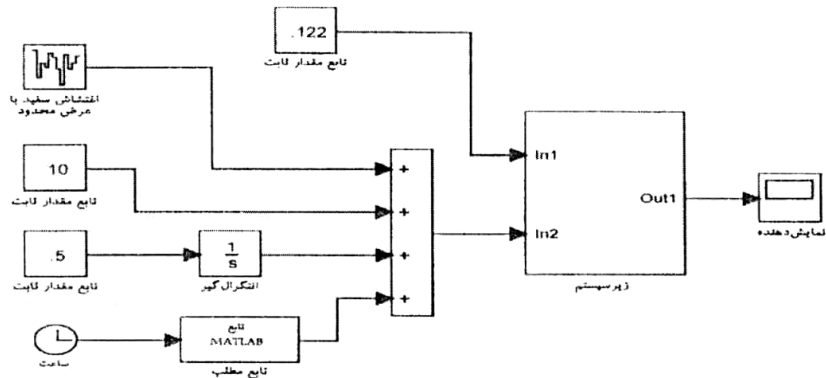 .122
تابع مقدار ثابت
اغتشاش سفید با
عرض محدود
10
تابع مقدار ثابت
.5
تابع مقدار ثابت
1
s
انتگرال‌گیر
ساعت
تابع
MATLAB
تابع مطلب
+
+
+
+
In1
In2
Out1
زیرسیستم
نمایش‌دهنده